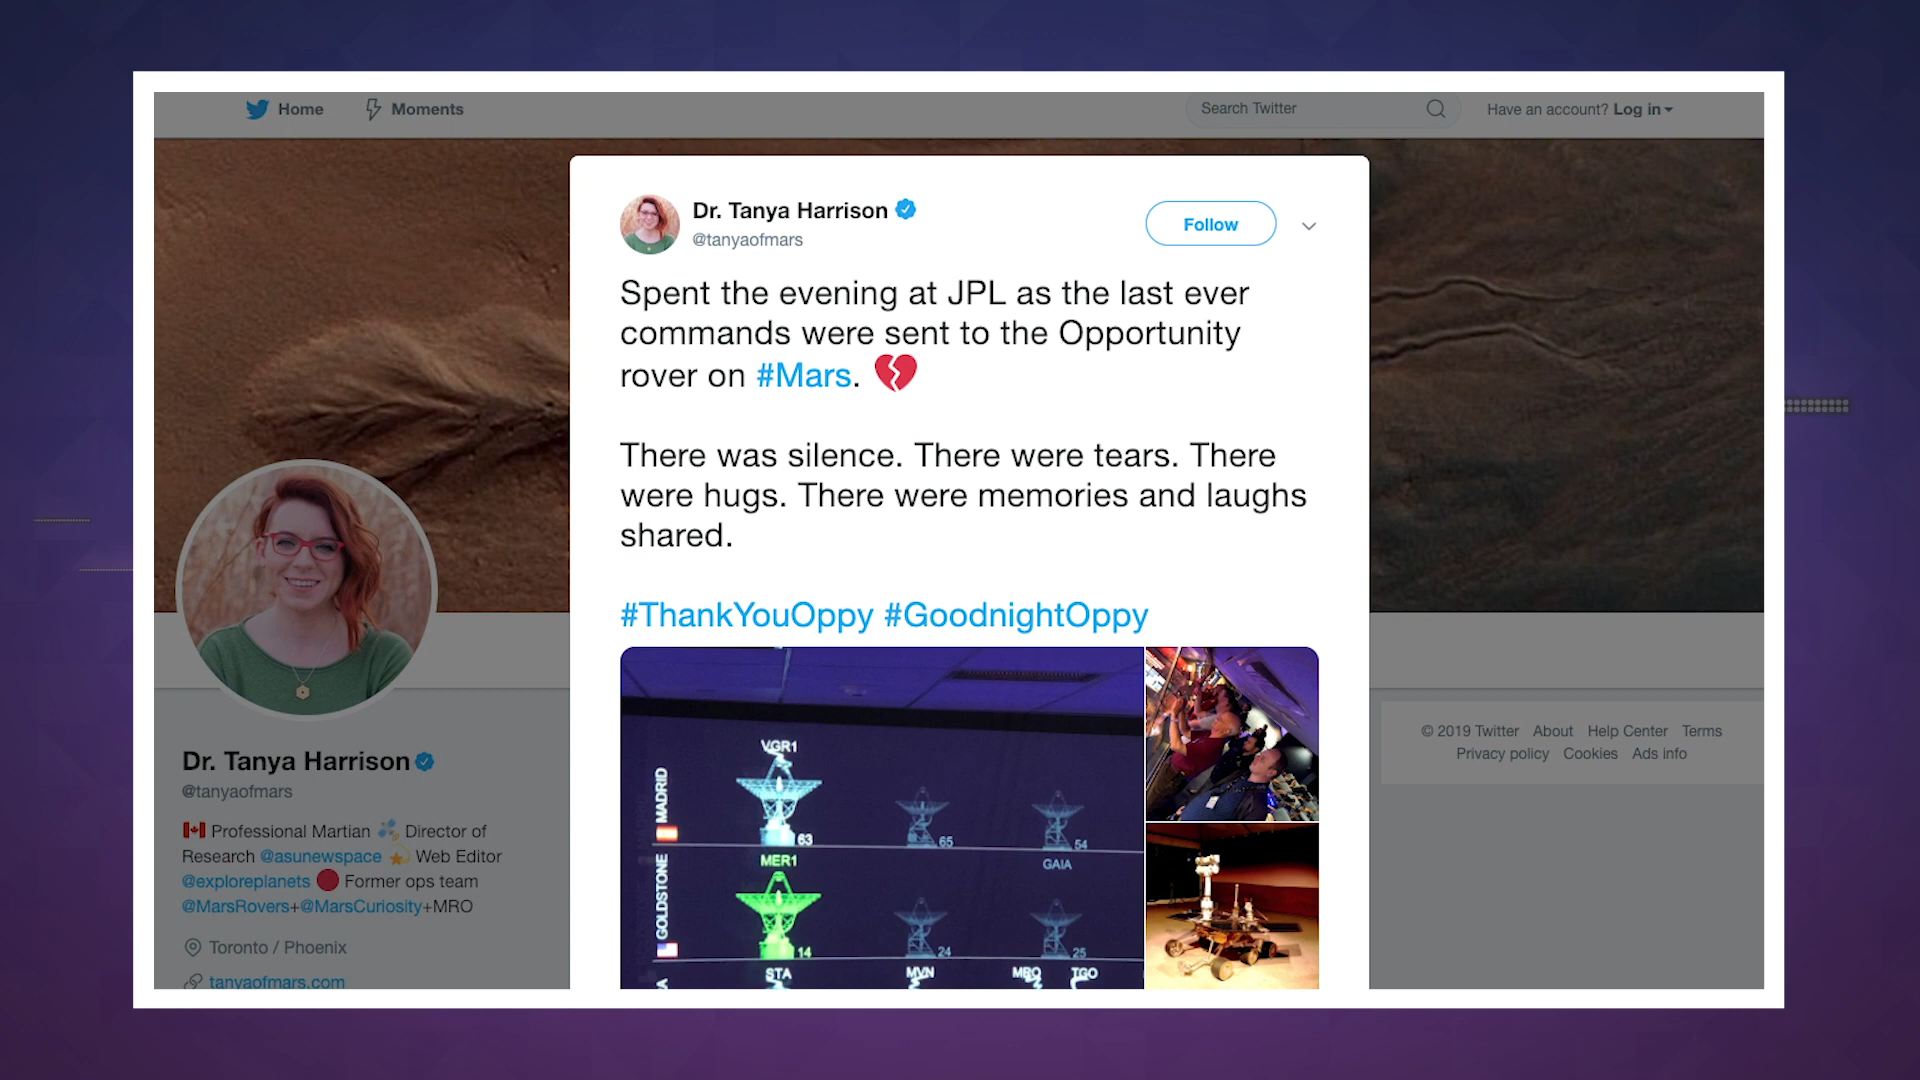 Home Moments Search Twitter Have an account? Log in
Dr. Tanya Harrison
@tanyaofmars
Follow
Spent the evening at JPL as the last ever
commands were sent to the Opportunity
rover on #Mars. 💔
There was silence. There were tears. There
were hugs. There were memories and laughs
shared.
#ThankYouOppy #GoodnightOppy
VGR1
MADRID
63 65 54
MER1 GAIA
GOLDSTONE
14 24 25
STA MVN MRO TGO
A
Dr. Tanya Harrison
@tanyaofmars
🇨🇦 Professional Martian 🛰️ Director of
Research @asunewspace 💫 Web Editor
@exploreplanets 🔴 Former ops team
@MarsRovers+@MarsCuriosity+MRO
Toronto / Phoenix
tanyaofmars.com
© 2019 Twitter About Help Center Terms
Privacy policy Cookies Ads info